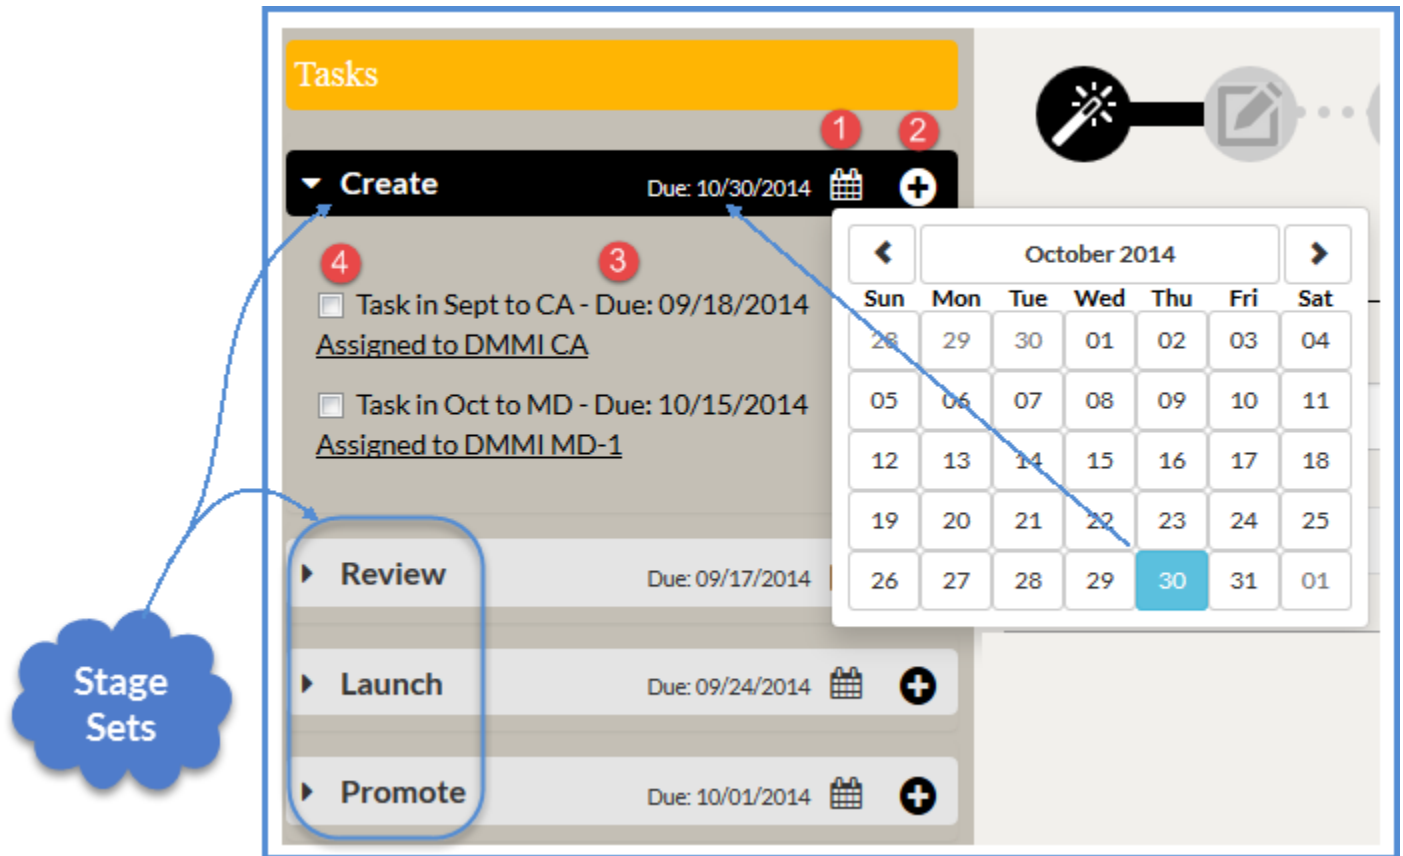 Tasks
1
2
Create Due: 10/30/2014
4
3
Task in Sept to CA - Due: 09/18/2014
Assigned to DMMI CA
Task in Oct to MD - Due: 10/15/2014
Assigned to DMMI MD-1
October 2014
Sun Mon Tue Wed Thu Fri Sat
28 29 30 01 02 03 04
05 06 07 08 09 10 11
12 13 14 15 16 17 18
19 20 21 22 23 24 25
26 27 28 29 30 31 01
Review Due: 09/17/2014
Launch Due: 09/24/2014
Promote Due: 10/01/2014
Stage
Sets